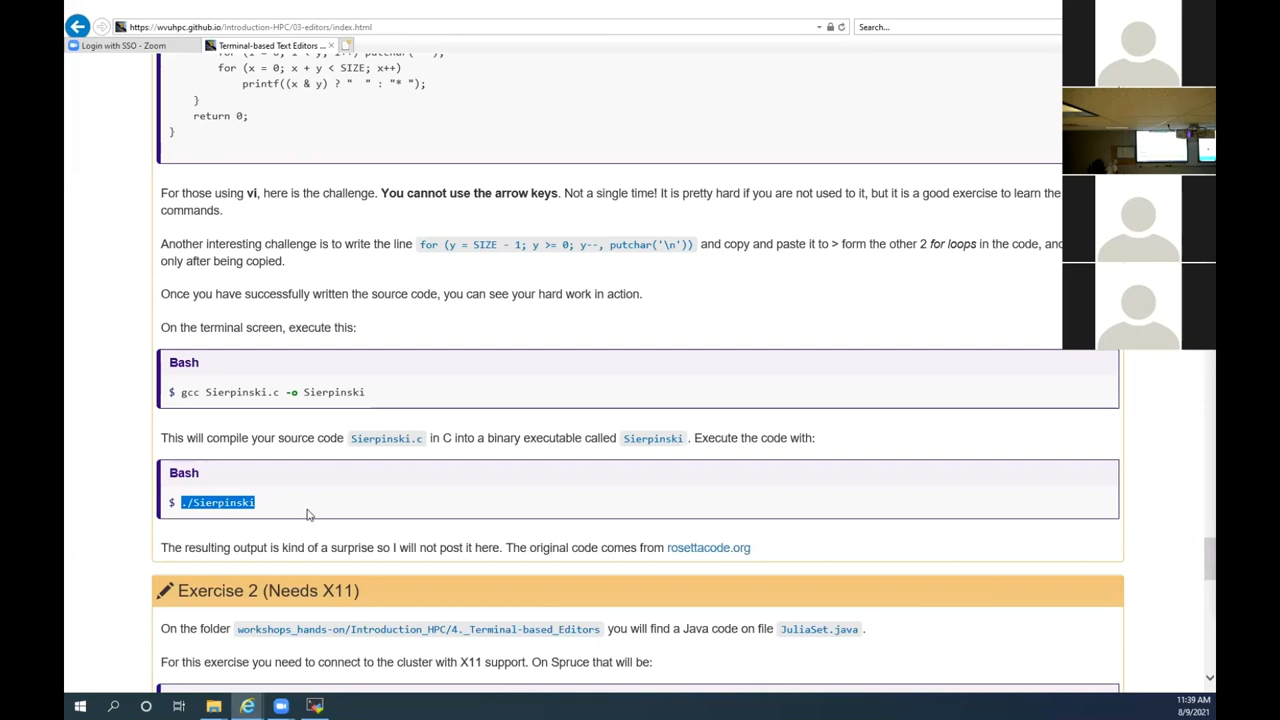 https://wvuhpc.github.io/Introduction-HPC/03-editors/index.html
Search...
Login with SSO - Zoom
Terminal-based Text Editors ...
for (x = 0; x + y < SIZE; x++)
printf((x & y) ? "  " : "* ");
}
return 0;
}
For those using vi, here is the challenge. You cannot use the arrow keys. Not a single time! It is pretty hard if you are not used to it, but it is a good exercise to learn the
commands.
Another interesting challenge is to write the line for (y = SIZE - 1; y >= 0; y--, putchar('\n')) and copy and paste it to > form the other 2 for loops in the code, and
only after being copied.
Once you have successfully written the source code, you can see your hard work in action.
On the terminal screen, execute this:
Bash
$ gcc Sierpinski.c -o Sierpinski
This will compile your source code Sierpinski.c in C into a binary executable called Sierpinski. Execute the code with:
Bash
$ ./Sierpinski
The resulting output is kind of a surprise so I will not post it here. The original code comes from rosettacode.org
Exercise 2 (Needs X11)
On the folder workshops_hands-on/Introduction_HPC/4._Terminal-based_Editors you will find a Java code on file JuliaSet.java.
For this exercise you need to connect to the cluster with X11 support. On Spruce that will be:
11:39 AM
8/9/2021